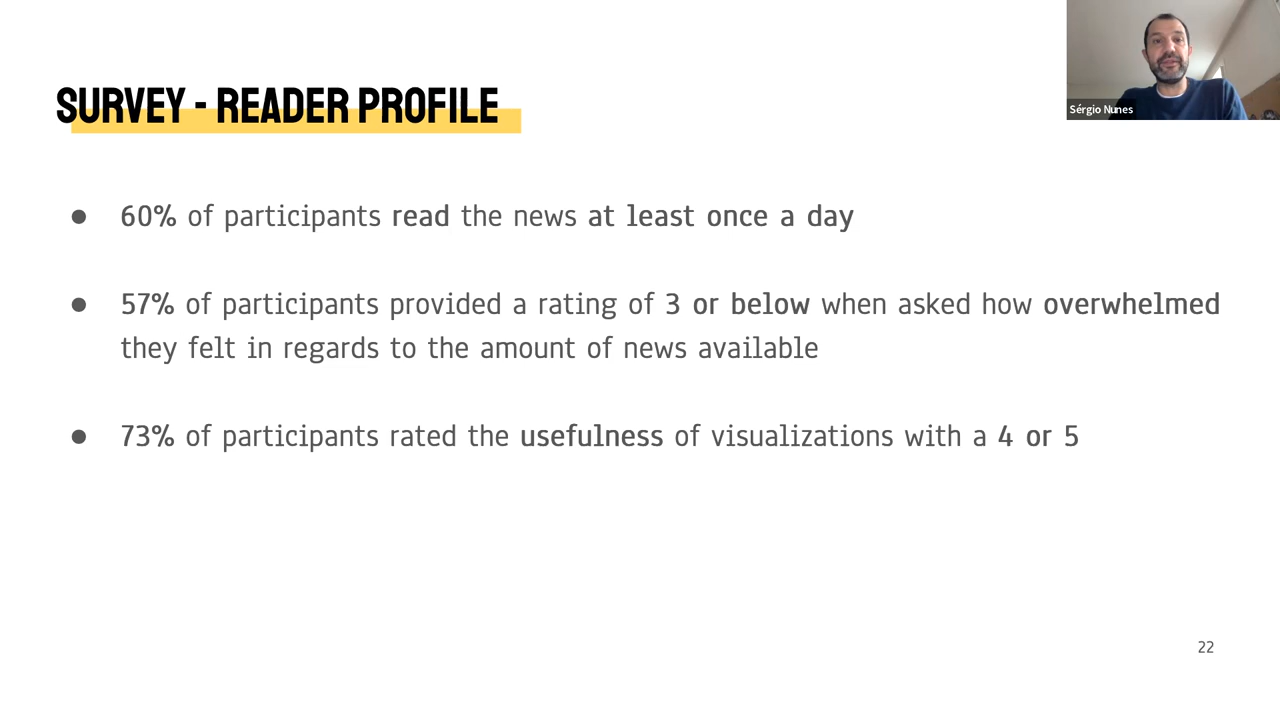 SURVEY - READER PROFILE
Sérgio Nunes
● 60% of participants read the news at least once a day
● 57% of participants provided a rating of 3 or below when asked how overwhelmed
they felt in regards to the amount of news available
● 73% of participants rated the usefulness of visualizations with a 4 or 5
22